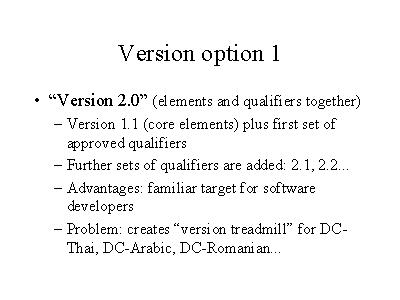 Version option 1
• “Version 2.0” (elements and qualifiers together)
– Version 1.1 (core elements) plus first set of
approved qualifiers
– Further sets of qualifiers are added: 2.1, 2.2...
– Advantages: familiar target for software
developers
– Problem: creates “version treadmill” for DC-
Thai, DC-Arabic, DC-Romanian...